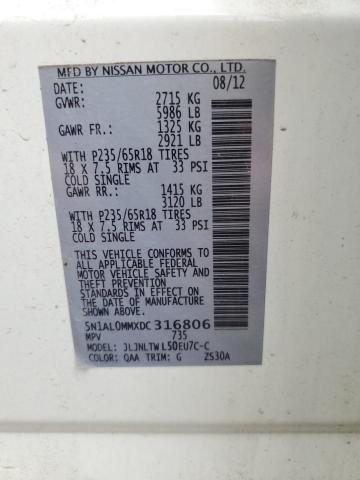 MFD BY NISSAN MOTOR CO., LTD.
DATE: 08/12
GVWR: 2715 KG
5986 LB
GAWR FR: 1325 KG
2921 LB
WITH P235/65R18 TIRES
18 X 7.5 RIMS AT 33 PSI
COLD SINGLE
GAWR RR: 1415 KG
3120 LB
WITH P235/65R18 TIRES
18 X 7.5 RIMS AT 33 PSI
COLD SINGLE
THIS VEHICLE CONFORMS TO
ALL APPLICABLE FEDERAL
MOTOR VEHICLE SAFETY AND
THEFT PREVENTION
STANDARDS IN EFFECT ON
THE DATE OF MANUFACTURE
SHOWN ABOVE.
5N1AL0MMXDC316806
MPV 735
MODEL: JLJNLTWL50EU7C-C
COLOR: QAA TRIM: G ZS30A